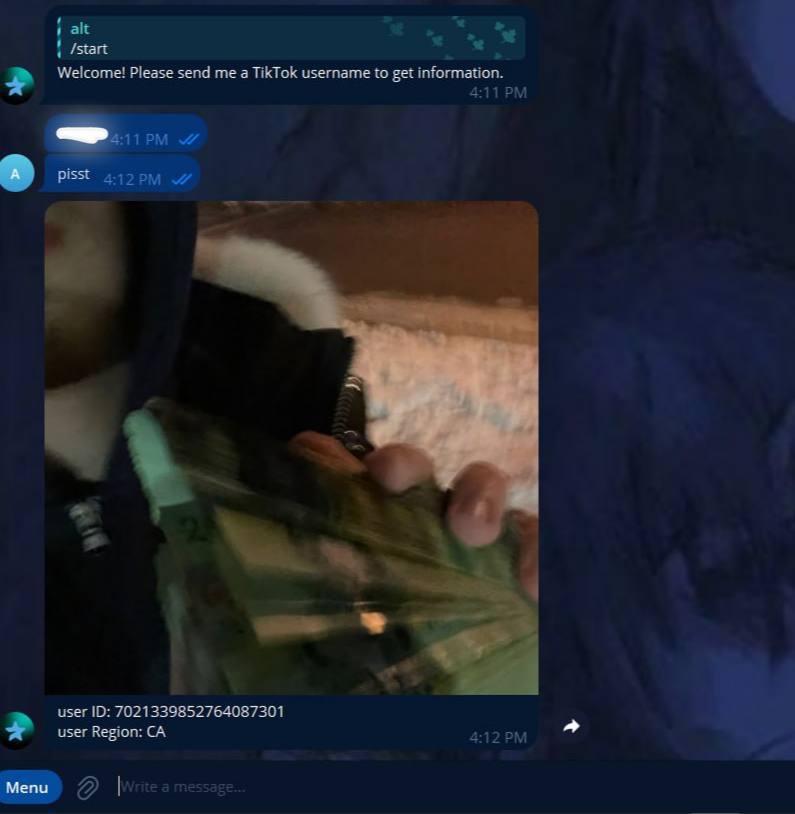 alt
/start
Welcome! Please send me a TikTok username to get information.
4:11 PM
4:11 PM
A
pisst 4:12 PM
user ID: 7021339852764087301
user Region: CA
4:12 PM
Menu
Write a message...